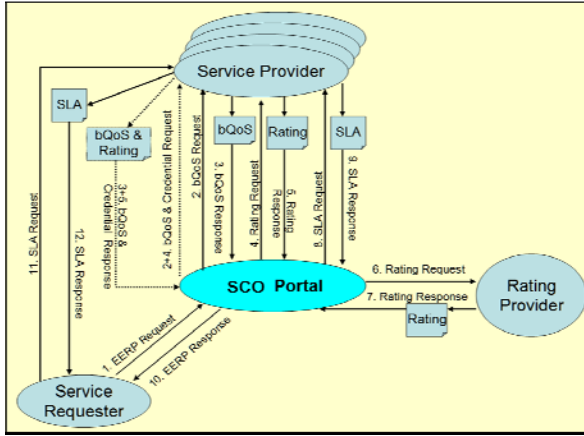 Service Provider
SLA
bQoS &
Rating
bQoS
Rating
SLA
11. SLA Request
12. SLA Response
3+5. bQoS &
Credential Response
2+4. bQoS & Credential Request
2. bQoS Request
3. bQoS Response
4. Rating Request
5. Rating
Response
8. SLA Request
9. SLA
Response
6. Rating Request
7. Rating Response
Rating
Rating
Provider
SCO Portal
1. EERP Request
10. EERP Response
Service
Requester